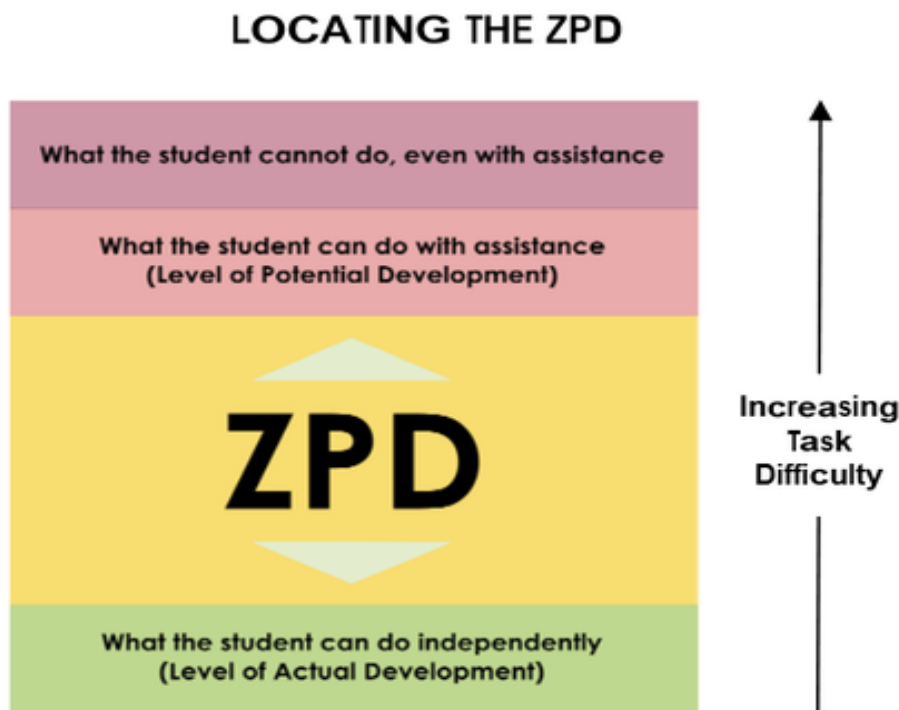 LOCATING THE ZPD
What the student cannot do, even with assistance
What the student can do with assistance
(Level of Potential Development)
ZPD
Increasing
Task
Difficulty
What the student can do independently
(Level of Actual Development)